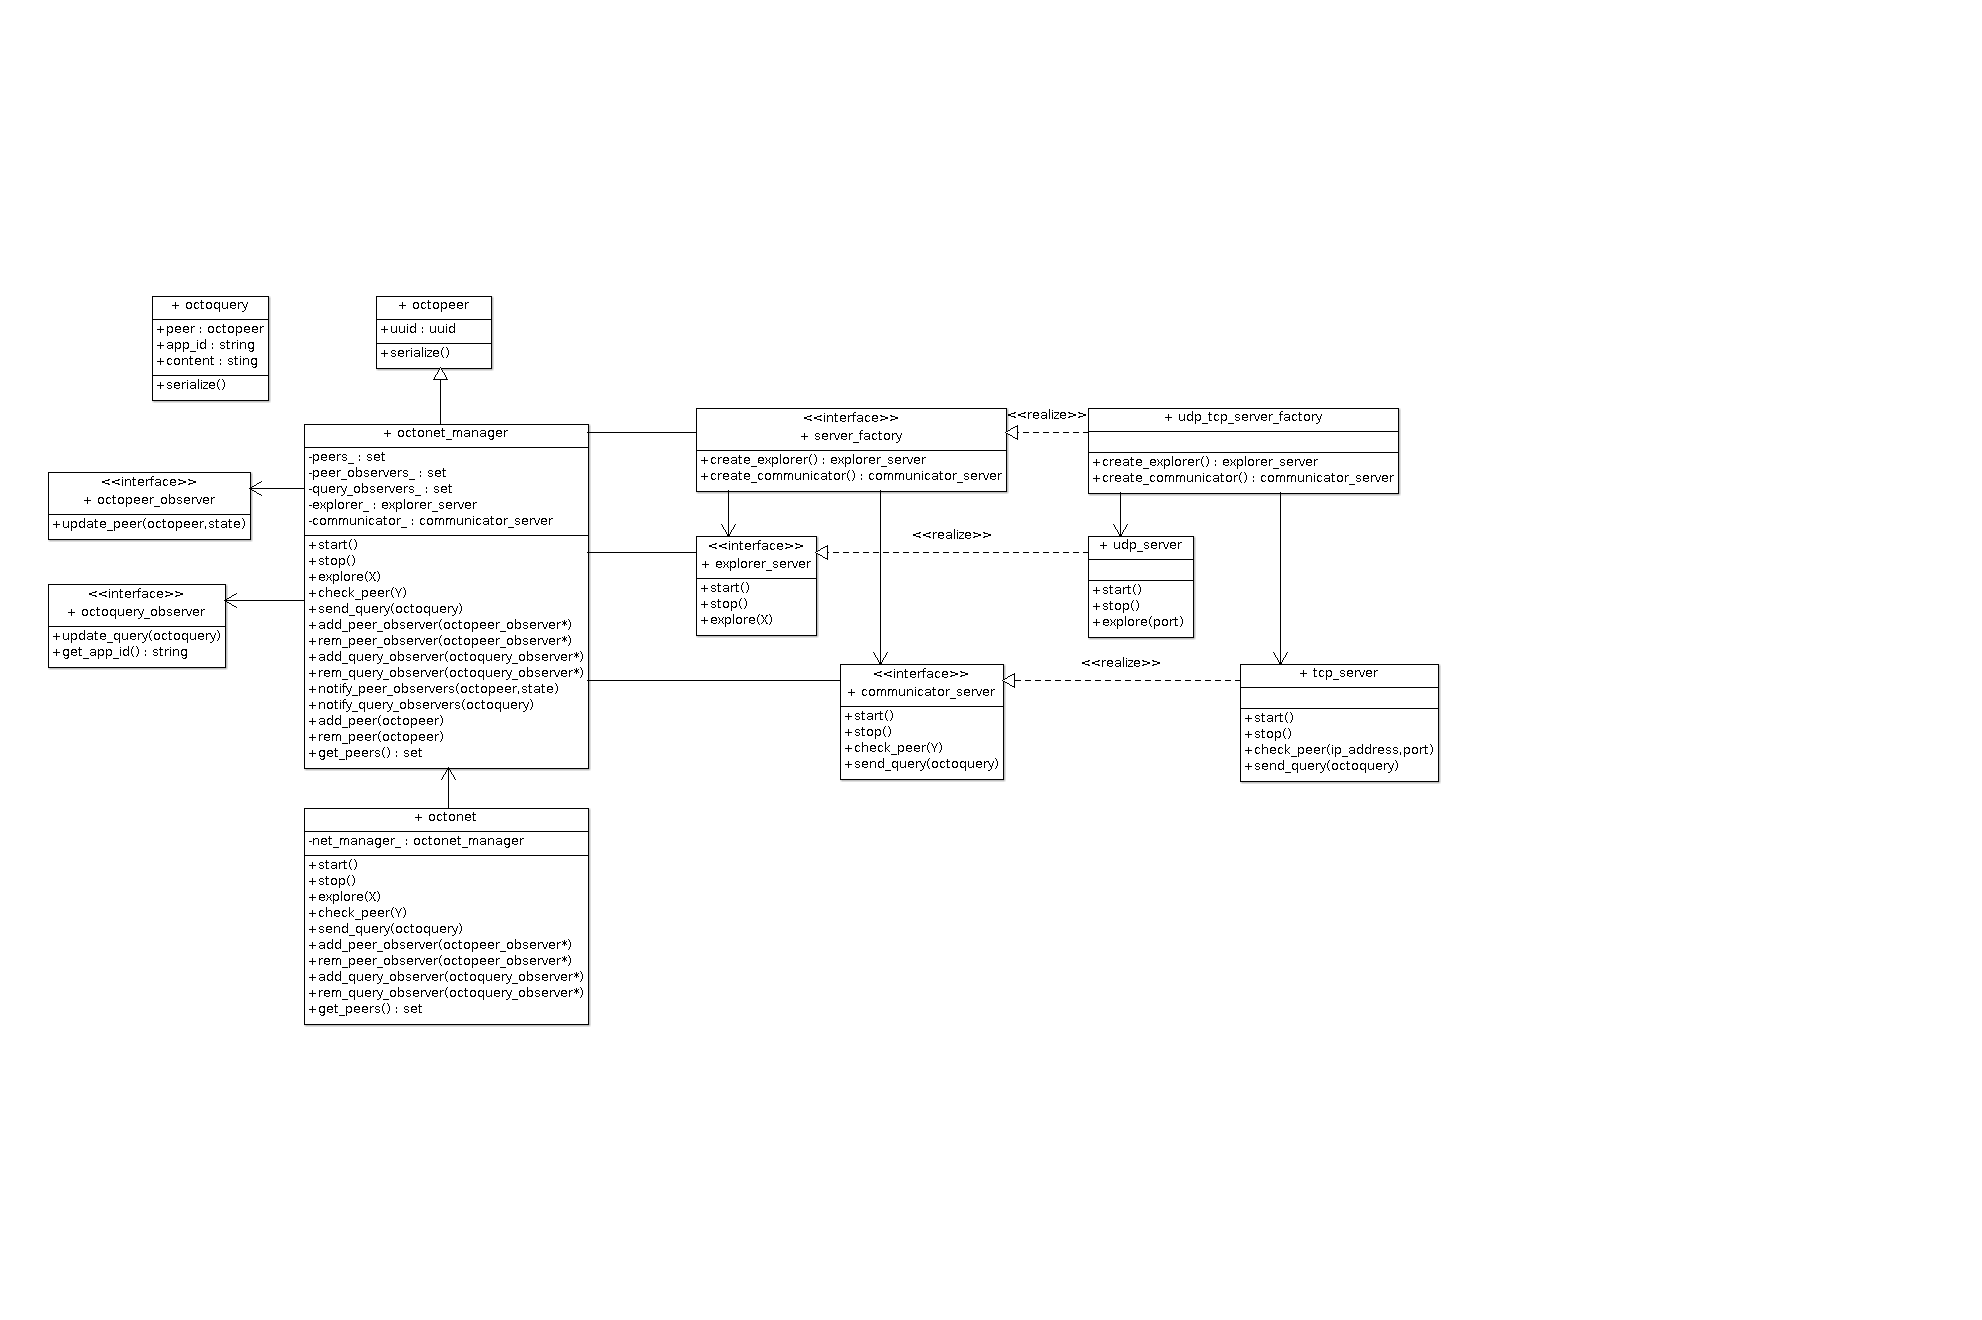 + octoquery
+peer : octopeer
+app_id : string
+content : sting
+serialize()
+ octopeer
+uuid : uuid
+serialize()
<<interface>>
+ octopeer_observer
+update_peer(octopeer,state)
<<interface>>
+ octoquery_observer
+update_query(octoquery)
+get_app_id() : string
+ octonet_manager
-peers_ : set
-peer_observers_ : set
-query_observers_ : set
-explorer_ : explorer_server
-communicator_ : communicator_server
+start()
+stop()
+explore(X)
+check_peer(Y)
+send_query(octoquery)
+add_peer_observer(octopeer_observer*)
+rem_peer_observer(octopeer_observer*)
+add_query_observer(octoquery_observer*)
+rem_query_observer(octoquery_observer*)
+notify_peer_observers(octopeer,state)
+notify_query_observers(octoquery)
+add_peer(octopeer)
+rem_peer(octopeer)
+get_peers() : set
+ octonet
-net_manager_ : octonet_manager
+start()
+stop()
+explore(X)
+check_peer(Y)
+send_query(octoquery)
+add_peer_observer(octopeer_observer*)
+rem_peer_observer(octopeer_observer*)
+add_query_observer(octoquery_observer*)
+rem_query_observer(octoquery_observer*)
+get_peers() : set
<<interface>>
+ server_factory
+create_explorer() : explorer_server
+create_communicator() : communicator_server
<<realize>>
+ udp_tcp_server_factory
+create_explorer() : explorer_server
+create_communicator() : communicator_server
<<interface>>
+ explorer_server
+start()
+stop()
+explore(X)
<<realize>>
+ udp_server
+start()
+stop()
+explore(port)
<<interface>>
+ communicator_server
+start()
+stop()
+check_peer(Y)
+send_query(octoquery)
<<realize>>
+ tcp_server
+start()
+stop()
+check_peer(ip_address,port)
+send_query(octoquery)